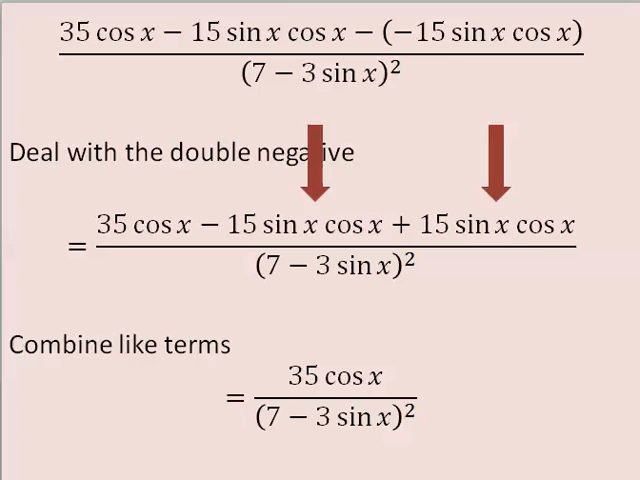 35 cos x − 15 sin x cos x − (−15 sin x cos x)
(7 − 3 sin x)²
Deal with the double negative
= 35 cos x − 15 sin x cos x + 15 sin x cos x
(7 − 3 sin x)²
Combine like terms
= 35 cos x
(7 − 3 sin x)²